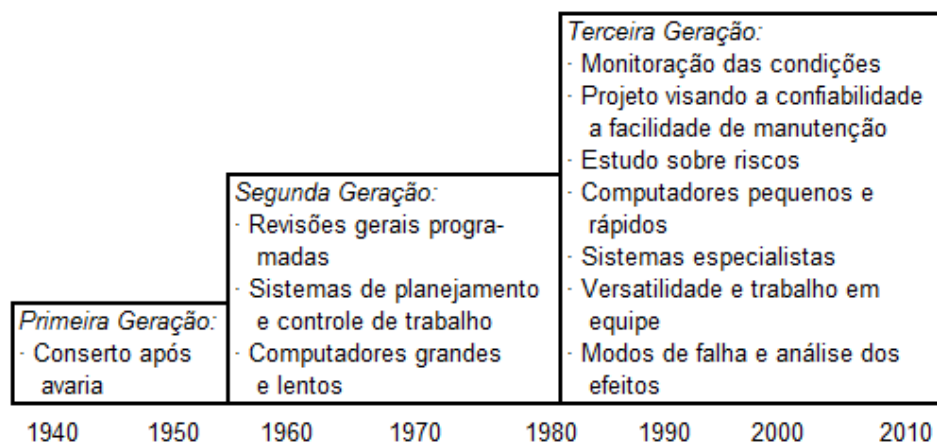 Terceira Geração:
· Monitoração das condições
· Projeto visando a confiabilidade
a facilidade de manutenção
· Estudo sobre riscos
· Computadores pequenos e
rápidos
· Sistemas especialistas
· Versatilidade e trabalho em
equipe
· Modos de falha e análise dos
efeitos
Segunda Geração:
· Revisões gerais progra-
madas
· Sistemas de planejamento
e controle de trabalho
· Computadores grandes
e lentos
Primeira Geração:
· Conserto após
avaria
1940 1950 1960 1970 1980 1990 2000 2010